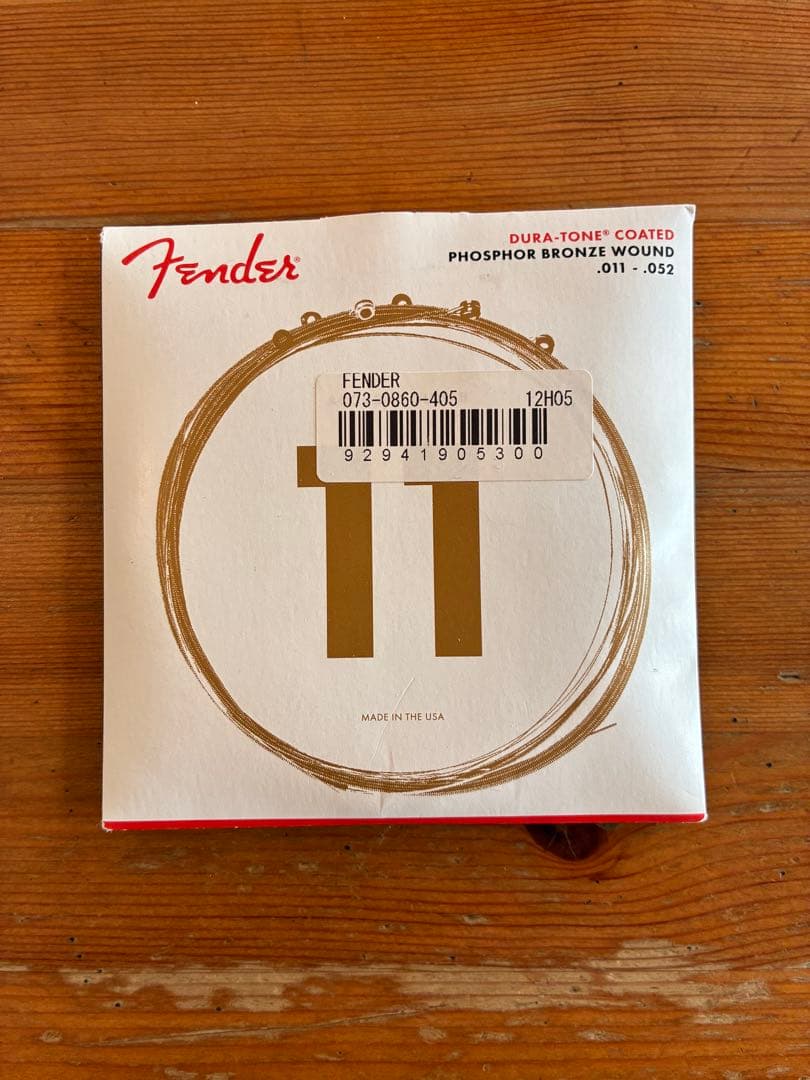 Fender®
DURA-TONE® COATED
PHOSPHOR BRONZE WOUND
.011 - .052
FENDER
073-0860-405 12H05
92941905300
11
MADE IN THE USA